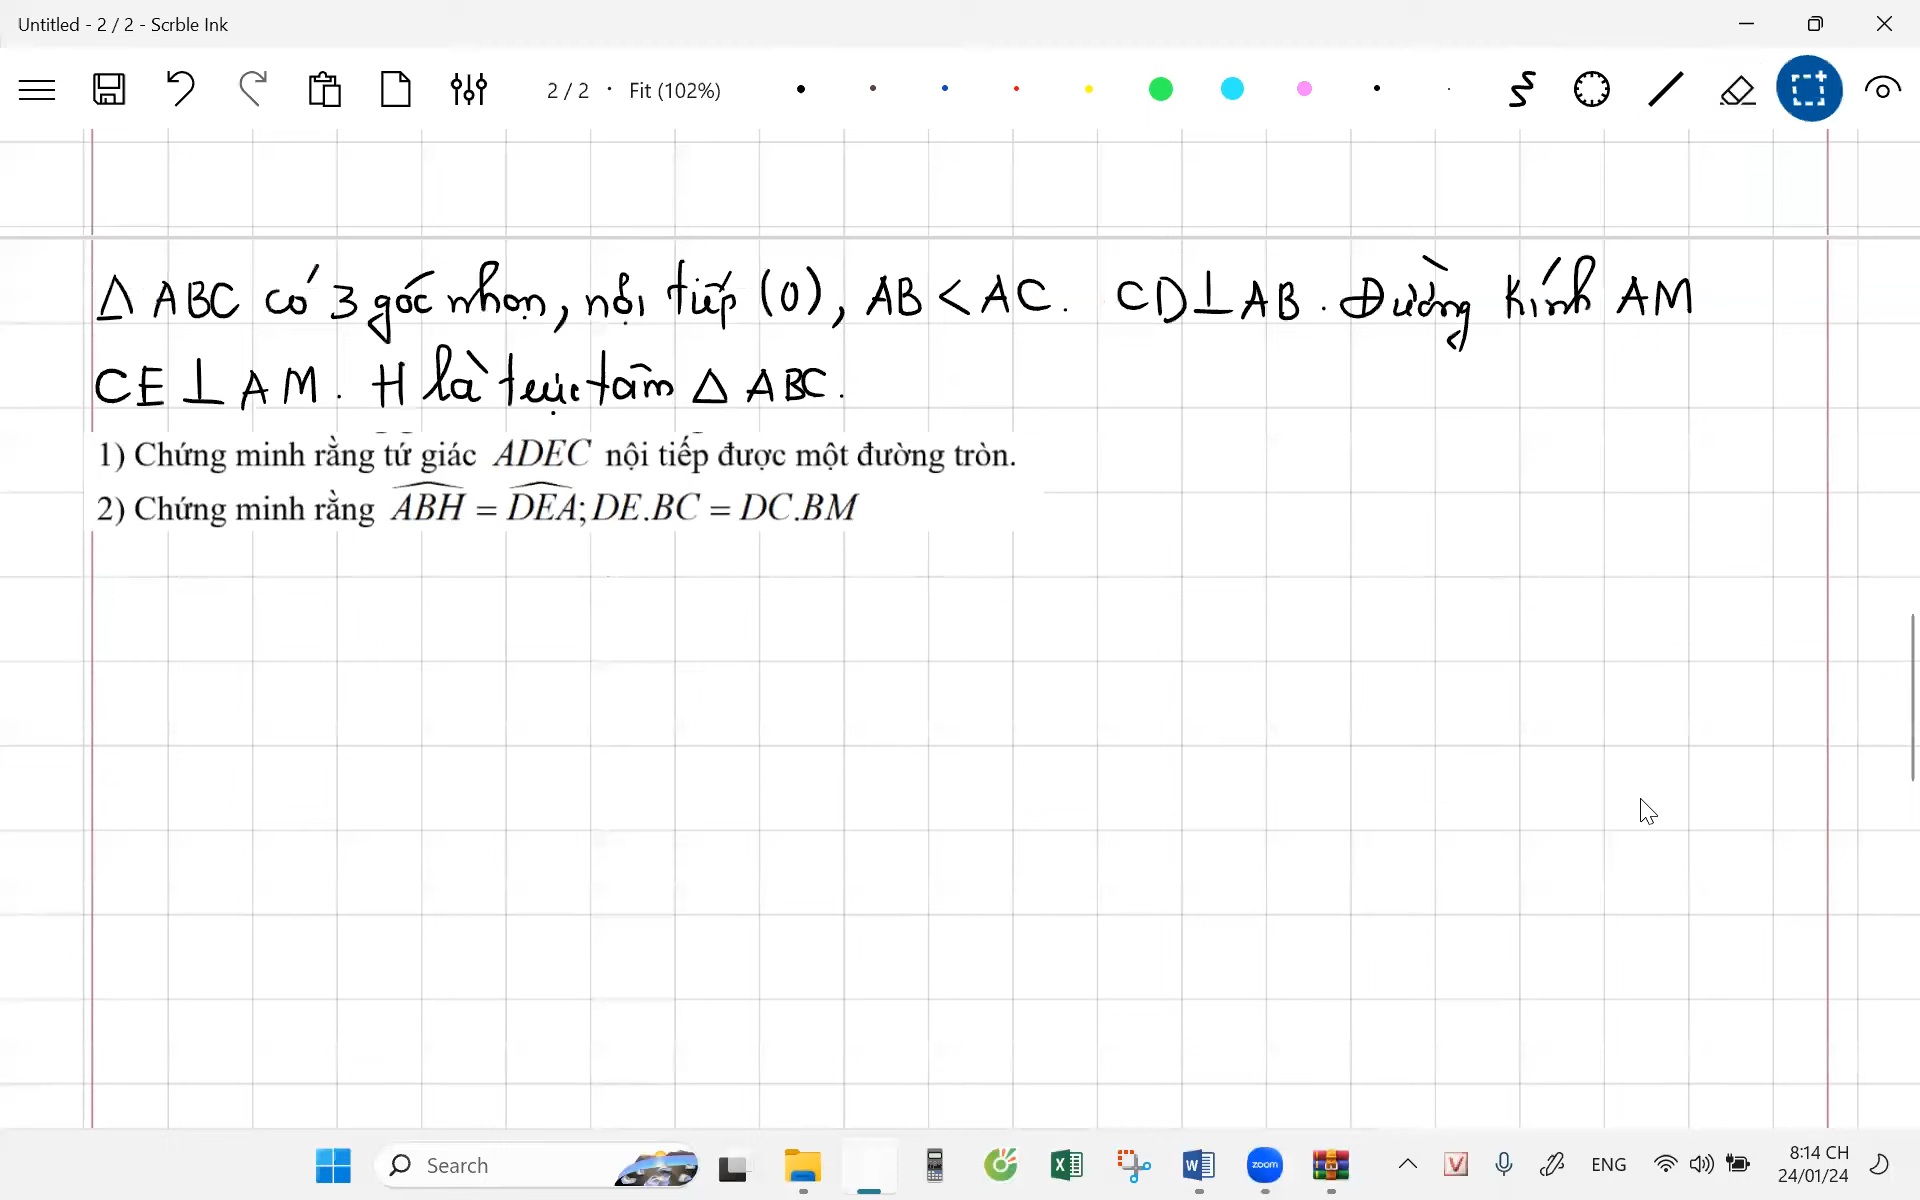 Untitled - 2 / 2 - Scrble Ink
2 / 2 · Fit (102%)
Δ ABC có 3 góc nhọn, nội tiếp (O), AB < AC. CD ⊥ AB. Đường kính AM
CE ⊥ AM. H là trực tâm Δ ABC.
1) Chứng minh rằng tứ giác ADEC nội tiếp được một đường tròn.
2) Chứng minh rằng \widehat{ABH} = \widehat{DEA}; DE.BC = DC.BM
Search
zoom
ENG
8:14 CH
24/01/24